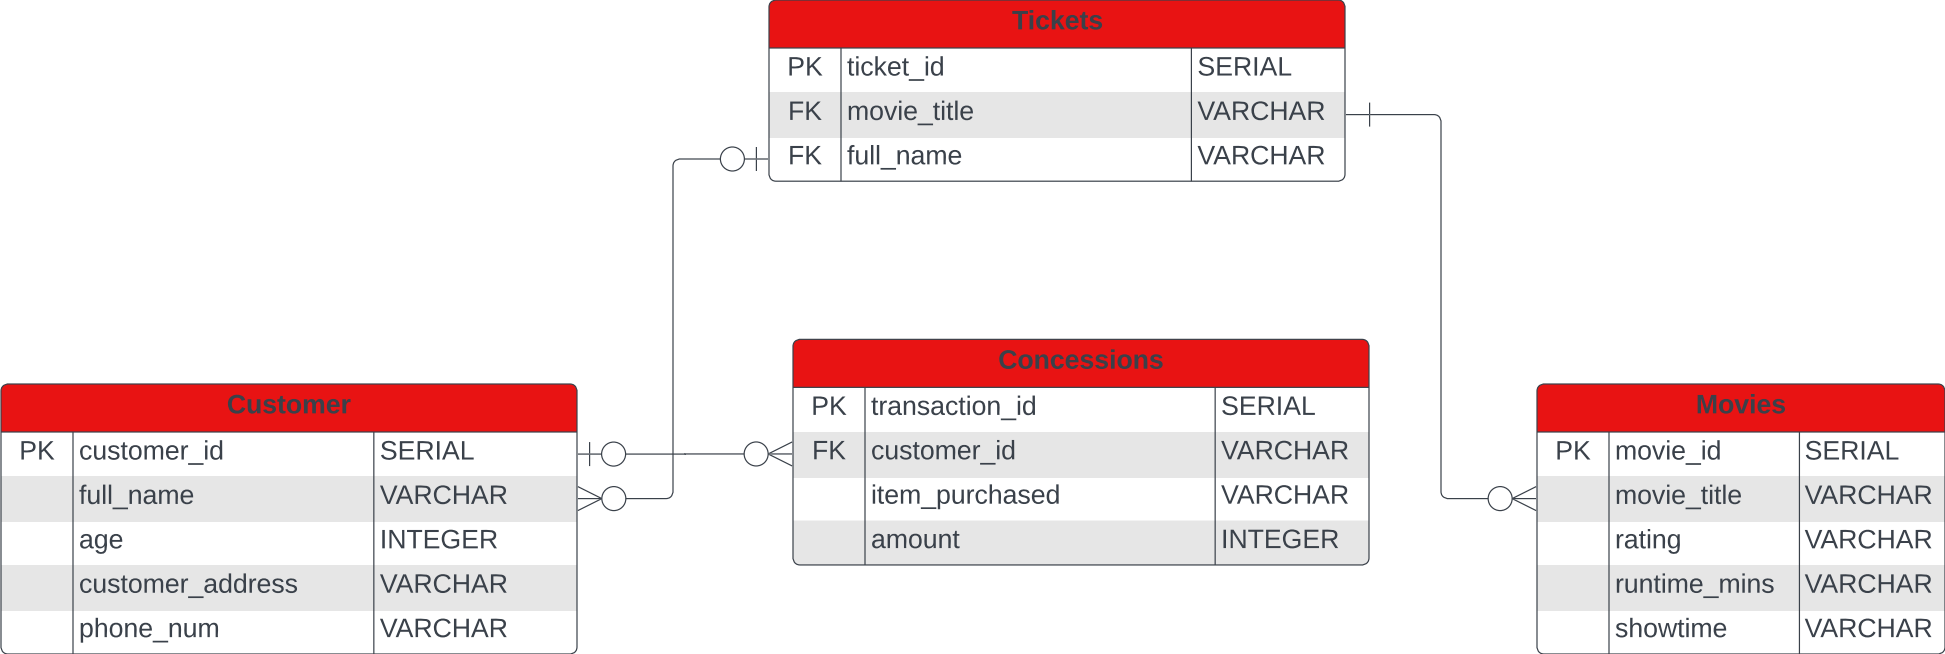 Tickets
PK ticket_id SERIAL
FK movie_title VARCHAR
FK full_name VARCHAR
Concessions
PK transaction_id SERIAL
FK customer_id VARCHAR
item_purchased VARCHAR
amount INTEGER
Customer
PK customer_id SERIAL
full_name VARCHAR
age INTEGER
customer_address VARCHAR
phone_num VARCHAR
Movies
PK movie_id SERIAL
movie_title VARCHAR
rating VARCHAR
runtime_mins VARCHAR
showtime VARCHAR